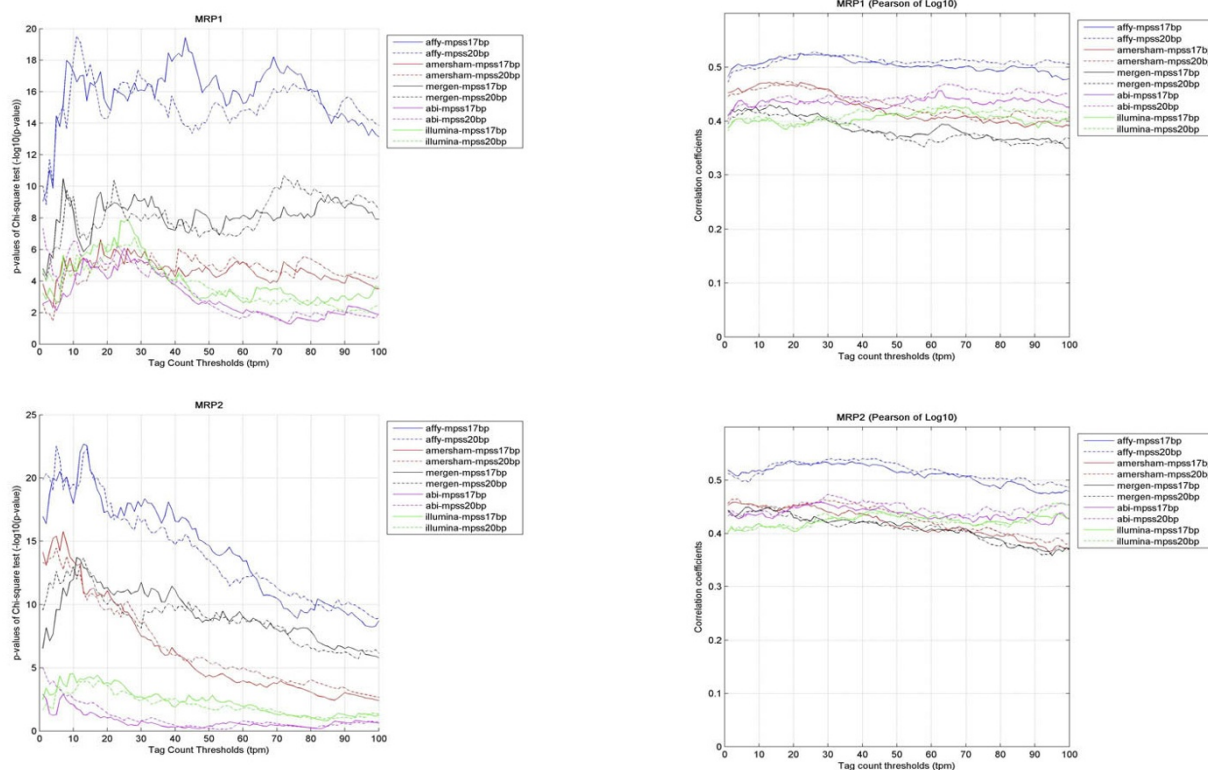 MRP1
p-values of Chi-square test (-log10(p-value))
20
18
16
14
12
10
8
6
4
2
0
0 10 20 30 40 50 60 70 80 90 100
Tag Count Thresholds (tpm)
affy-mpss17bp
affy-mpss20bp
amersham-mpss17bp
amersham-mpss20bp
mergen-mpss17bp
mergen-mpss20bp
abi-mpss17bp
abi-mpss20bp
illumina-mpss17bp
illumina-mpss20bp
MRP1 (Pearson of Log10)
Correlation coefficients
0.5
0.4
0.3
0.2
0.1
0
0 10 20 30 40 50 60 70 80 90 100
Tag count thresholds (tpm)
affy-mpss17bp
affy-mpss20bp
amersham-mpss17bp
amersham-mpss20bp
mergen-mpss17bp
mergen-mpss20bp
abi-mpss17bp
abi-mpss20bp
illumina-mpss17bp
illumina-mpss20bp
MRP2
p-values of Chi-square test (-log10(p-value))
25
20
15
10
5
0
0 10 20 30 40 50 60 70 80 90 100
Tag Count Thresholds (tpm)
affy-mpss17bp
affy-mpss20bp
amersham-mpss17bp
amersham-mpss20bp
mergen-mpss17bp
mergen-mpss20bp
abi-mpss17bp
abi-mpss20bp
illumina-mpss17bp
illumina-mpss20bp
MRP2 (Pearson of Log10)
Correlation coefficients
0.5
0.4
0.3
0.2
0.1
0
0 10 20 30 40 50 60 70 80 90 100
Tag count thresholds (tpm)
affy-mpss17bp
affy-mpss20bp
amersham-mpss17bp
amersham-mpss20bp
mergen-mpss17bp
mergen-mpss20bp
abi-mpss17bp
abi-mpss20bp
illumina-mpss17bp
illumina-mpss20bp